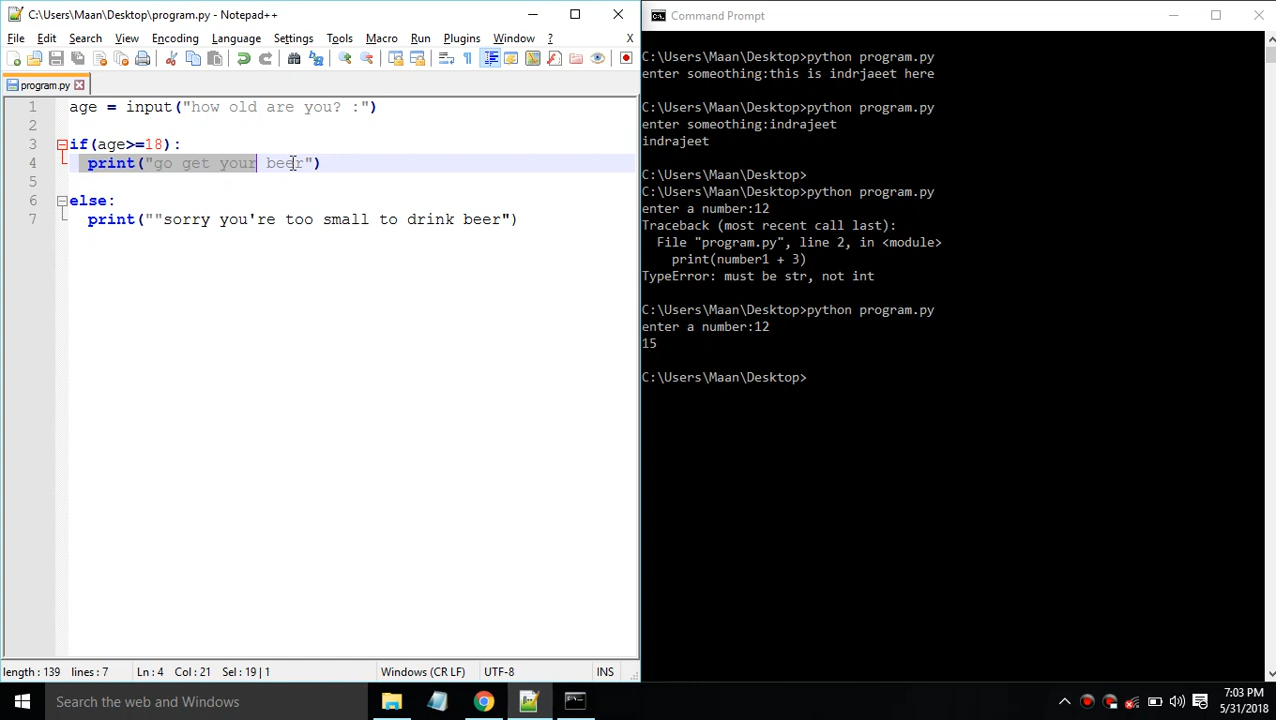 C:\Users\Maan\Desktop\program.py - Notepad++
File Edit Search View Encoding Language Settings Tools Macro Run Plugins Window ? X
program.py
1 age = input("how old are you? :")
2
3 if(age>=18):
4 print("go get your beer")
5
6 else:
7 print(""sorry you're too small to drink beer")
length : 139 lines : 7 Ln : 4 Col : 21 Sel : 19 | 1 Windows (CR LF) UTF-8 INS
Command Prompt
C:\Users\Maan\Desktop>python program.py
enter someothing:this is indrjaeet here
C:\Users\Maan\Desktop>python program.py
enter someothing:indrajeet
indrajeet
C:\Users\Maan\Desktop>
C:\Users\Maan\Desktop>python program.py
enter a number:12
Traceback (most recent call last):
File "program.py", line 2, in <module>
print(number1 + 3)
TypeError: must be str, not int
C:\Users\Maan\Desktop>python program.py
enter a number:12
15
C:\Users\Maan\Desktop>
Search the web and Windows
7:03 PM
5/31/2018